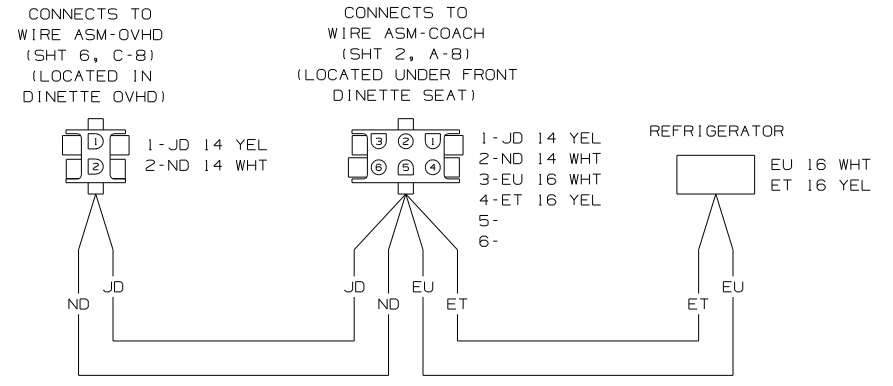 CONNECTS TO
WIRE ASM-OVHD
(SHT 6, C-8)
(LOCATED IN
DINETTE OVHD)
1
2
1-JD 14 YEL
2-ND 14 WHT
CONNECTS TO
WIRE ASM-COACH
(SHT 2, A-8)
(LOCATED UNDER FRONT
DINETTE SEAT)
3 2 1
6 5 4
1-JD 14 YEL
2-ND 14 WHT
3-EU 16 WHT
4-ET 16 YEL
5-
6-
REFRIGERATOR
EU 16 WHT
ET 16 YEL
JD
ND
JD
EU
ND
ET
EU
ET